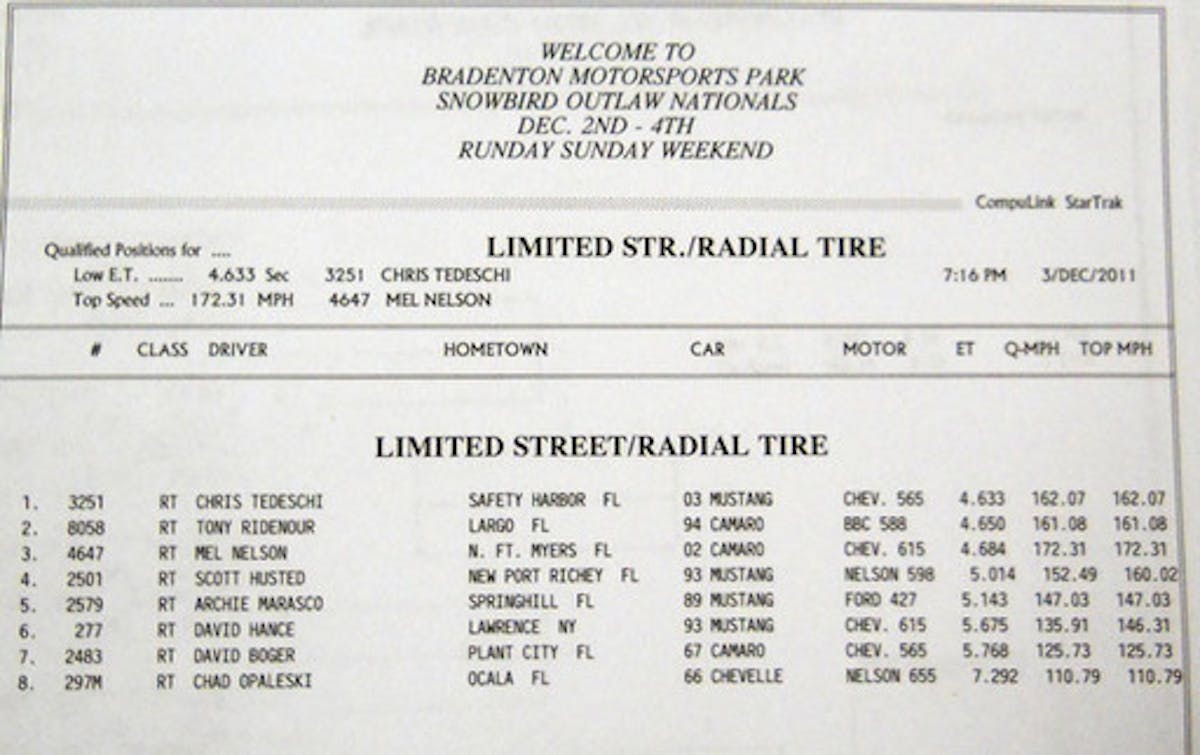 WELCOME TO
BRADENTON MOTORSPORTS PARK
SNOWBIRD OUTLAW NATIONALS
DEC. 2ND - 4TH
RUNDAY SUNDAY WEEKEND
CompuLink StarTrak
Qualified Positions for .... LIMITED STR./RADIAL TIRE
Low E.T. ....... 4.633 Sec 3251 CHRIS TEDESCHI 7:16 PM 3/DEC/2011
Top Speed ... 172.31 MPH 4647 MEL NELSON
# CLASS DRIVER HOMETOWN CAR MOTOR ET Q-MPH TOP MPH
LIMITED STREET/RADIAL TIRE
1. 3251 RT CHRIS TEDESCHI SAFETY HARBOR FL 03 MUSTANG CHEV. 565 4.633 162.07 162.07
2. 8058 RT TONY RIDENOUR LARGO FL 94 CAMARO BBC 588 4.650 161.08 161.08
3. 4647 RT MEL NELSON N. FT. MYERS FL 02 CAMARO CHEV. 615 4.684 172.31 172.31
4. 2501 RT SCOTT HUSTED NEW PORT RICHEY FL 93 MUSTANG NELSON 598 5.014 152.49 160.02
5. 2579 RT ARCHIE MARASCO SPRINGHILL FL 89 MUSTANG FORD 427 5.143 147.03 147.03
6. 277 RT DAVID HANCE LAWRENCE NY 93 MUSTANG CHEV. 615 5.675 135.91 146.31
7. 2483 RT DAVID BOGER PLANT CITY FL 67 CAMARO CHEV. 565 5.768 125.73 125.73
8. 297M RT CHAD OPALESKI OCALA FL 66 CHEVELLE NELSON 655 7.292 110.79 110.79